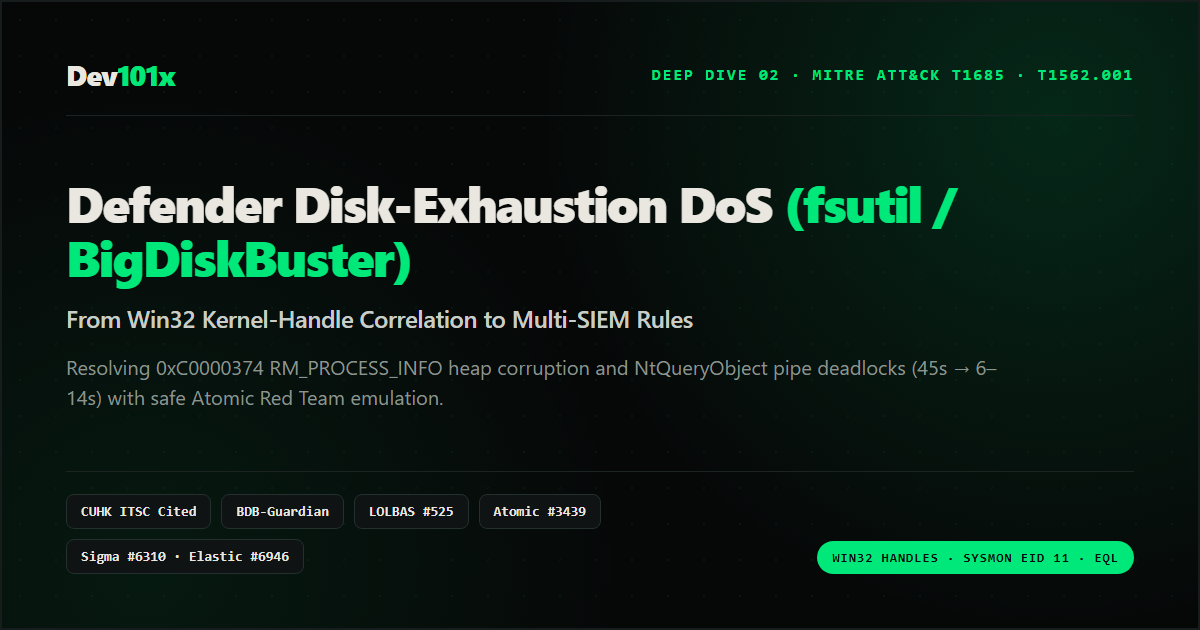 Dev101x
DEEP DIVE 02 · MITRE ATT&CK T1685 · T1562.001
Defender Disk-Exhaustion DoS (fsutil /
BigDiskBuster)
From Win32 Kernel-Handle Correlation to Multi-SIEM Rules
Resolving 0xC0000374 RM_PROCESS_INFO heap corruption and NtQueryObject pipe deadlocks (45s → 6–
14s) with safe Atomic Red Team emulation.
CUHK ITSC Cited
BDB-Guardian
LOLBAS #525
Atomic #3439
Sigma #6310 · Elastic #6946
WIN32 HANDLES · SYSMON EID 11 · EQL